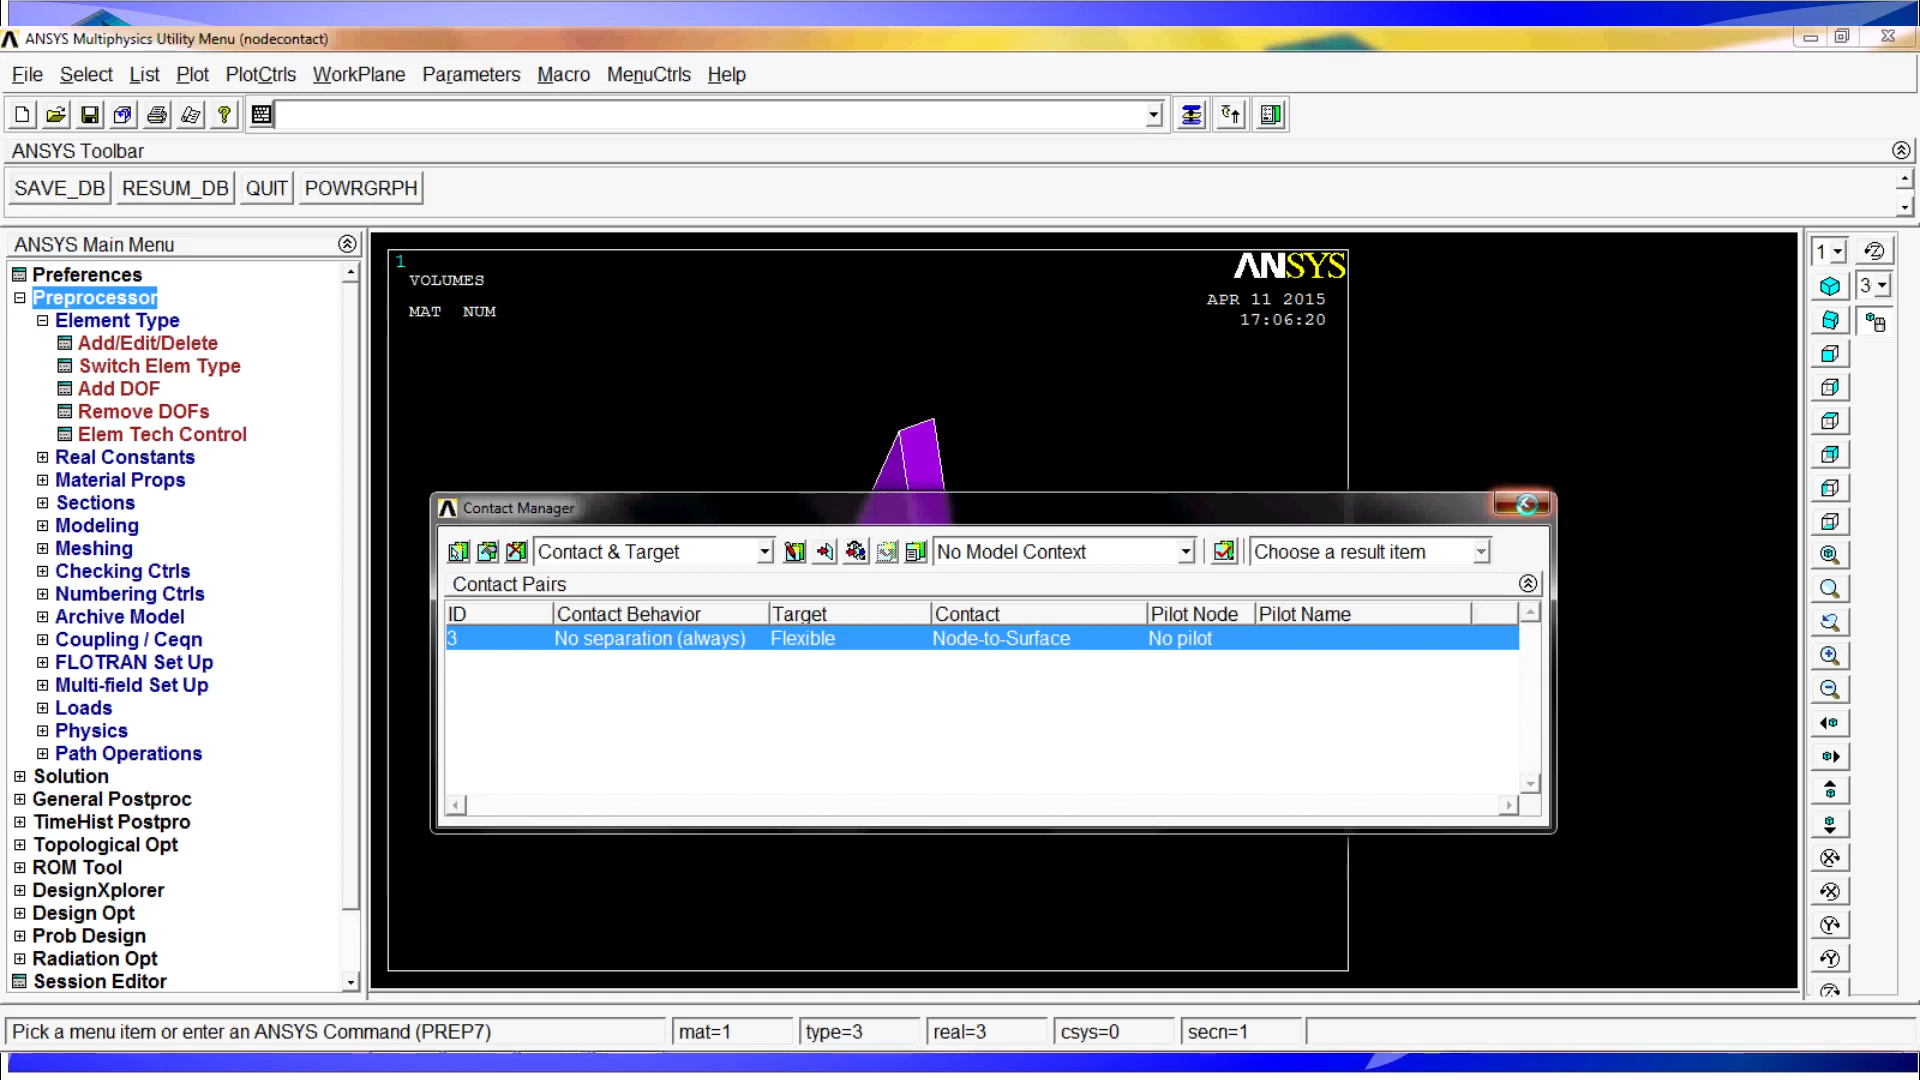 ANSYS Multiphysics Utility Menu (nodecontact)
File Select List Plot PlotCtrls WorkPlane Parameters Macro MenuCtrls Help
ANSYS Toolbar
SAVE_DB RESUM_DB QUIT POWRGRPH
ANSYS Main Menu
Preferences
Preprocessor
Element Type
Add/Edit/Delete
Switch Elem Type
Add DOF
Remove DOFs
Elem Tech Control
Real Constants
Material Props
Sections
Modeling
Meshing
Checking Ctrls
Numbering Ctrls
Archive Model
Coupling / Ceqn
FLOTRAN Set Up
Multi-field Set Up
Loads
Physics
Path Operations
Solution
General Postproc
TimeHist Postpro
Topological Opt
ROM Tool
DesignXplorer
Design Opt
Prob Design
Radiation Opt
Session Editor
1
VOLUMES
MAT NUM
ANSYS
APR 11 2015
17:06:20
Contact Manager
Contact & Target No Model Context Choose a result item
Contact Pairs
ID Contact Behavior Target Contact Pilot Node Pilot Name
3 No separation (always) Flexible Node-to-Surface No pilot
1
3
Pick a menu item or enter an ANSYS Command (PREP7) mat=1 type=3 real=3 csys=0 secn=1